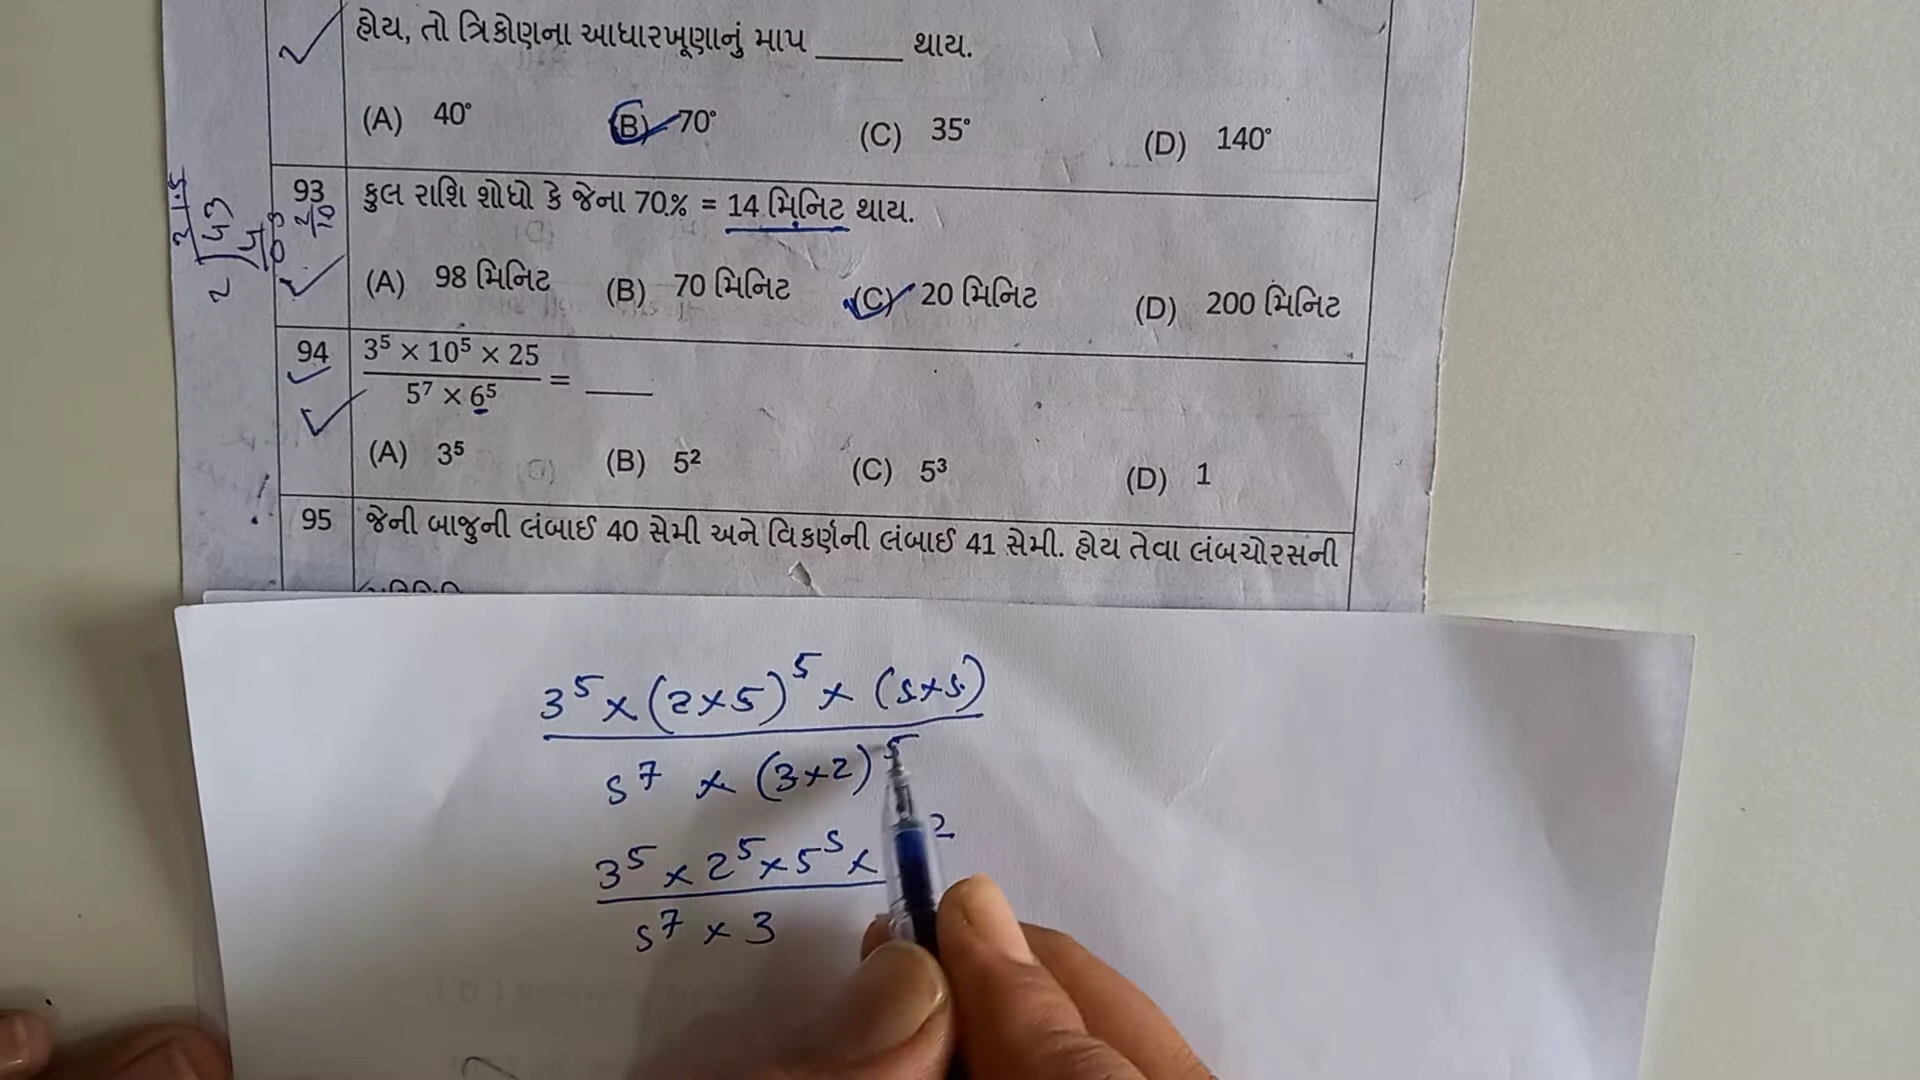 હોય, તો ત્રિકોણના આધારખૂણાનું માપ _____ થાય.
(A) 40° (B) 70° (C) 35° (D) 140°
93 કુલ રાશિ શોધો કે જેના 70% = 14 મિનિટ થાય.
(A) 98 મિનિટ (B) 70 મિનિટ (C) 20 મિનિટ (D) 200 મિનિટ
94 3⁵ × 10⁵ × 25
5⁷ × 6⁵ = ____
(A) 3⁵ (B) 5² (C) 5³ (D) 1
95 જેની બાજુની લંબાઈ 40 સેમી અને વિકર્ણની લંબાઈ 41 સેમી. હોય તેવા લંબચોરસની
3⁵ × (2×5)⁵ × (5×5)
5⁷ × (3×2)⁵
3⁵ × 2⁵ × 5⁵ × ²
5⁷ × 3